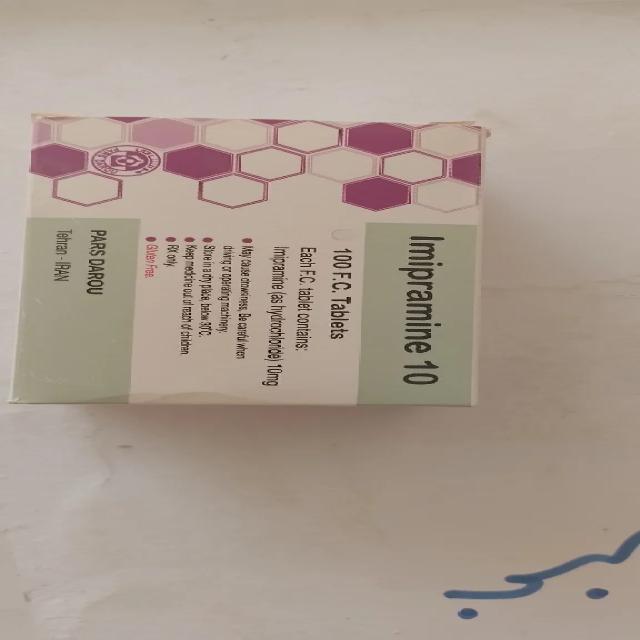 Imipramine 10
100 F.C. Tablets
Each F.C. tablet contains:
Imipramine (as hydrochloride) 10mg
May cause drowsiness. Be careful when
driving or operating machinery.
Store in a dry place, below 30°C.
Keep medicine out of reach of children.
RX only.
Gluten Free.
PARS DAROU
Tehran - IRAN